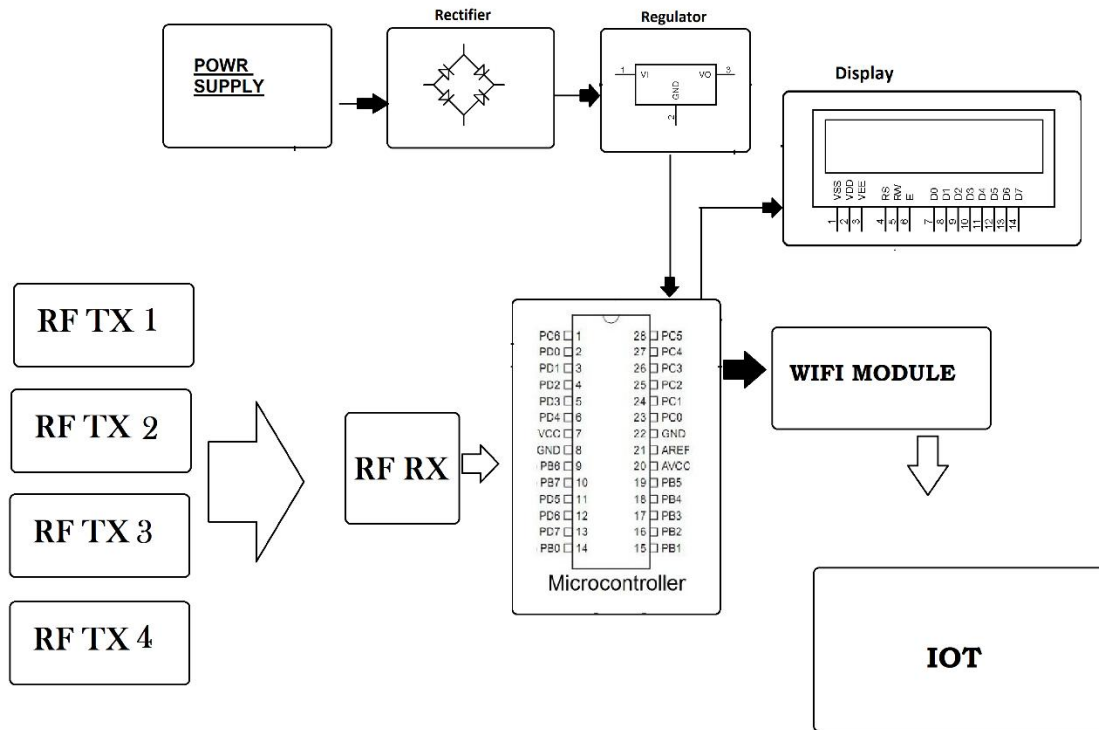 Rectifier
Regulator
POWR
SUPPLY
1 VI VO 3
GND
2
Display
VSS VDD VEE RS RW E D0 D1 D2 D3 D4 D5 D6 D7
1 2 3 4 5 6 7 8 9 10 11 12 13 14
RF TX 1
RF TX 2
RF TX 3
RF TX 4
RF RX
PC6 1 28 PC5
PD0 2 27 PC4
PD1 3 26 PC3
PD2 4 25 PC2
PD3 5 24 PC1
PD4 6 23 PC0
VCC 7 22 GND
GND 8 21 AREF
PB6 9 20 AVCC
PB7 10 19 PB5
PD5 11 18 PB4
PD6 12 17 PB3
PD7 13 16 PB2
PB0 14 15 PB1
Microcontroller
WIFI MODULE
IOT